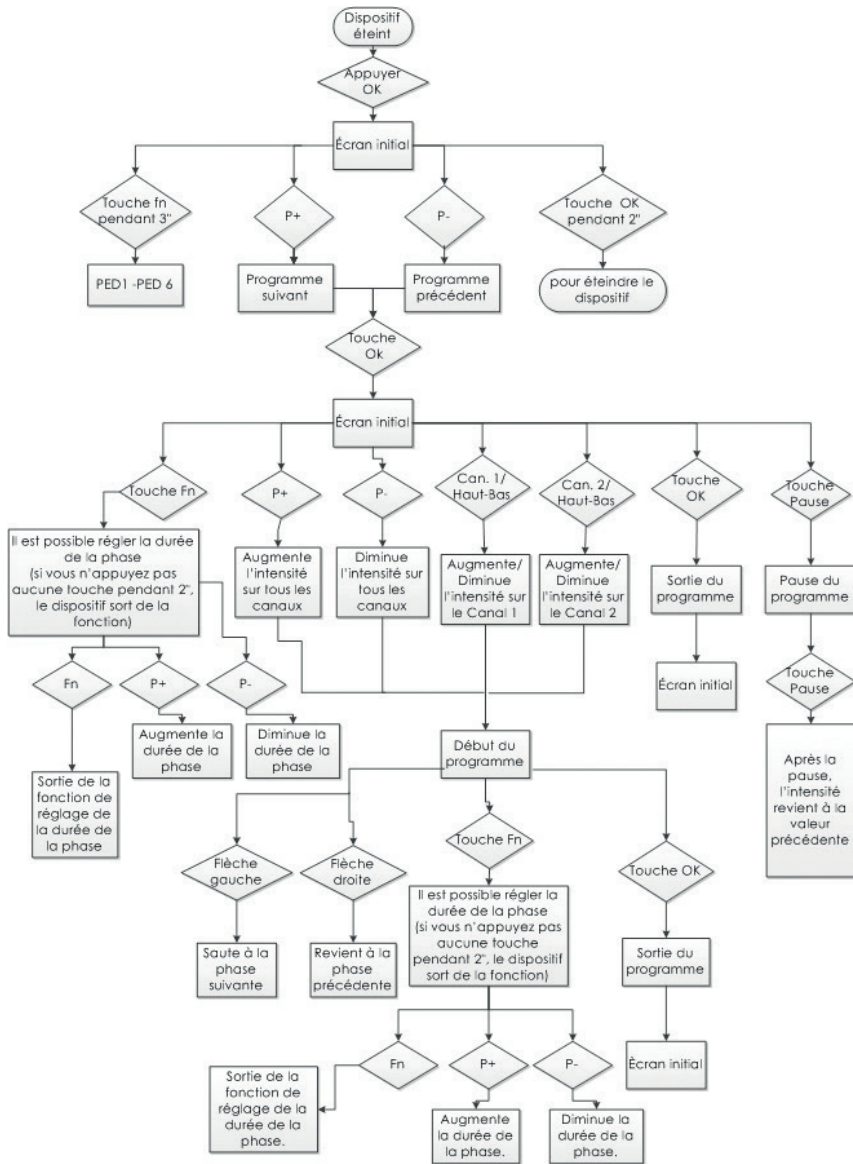 Dispositif
éteint
Appuyer
OK
Écran initial
Touche fn
pendant 3"
P+
P-
Touche OK
pendant 2"
PED1 -PED 6
Programme
suivant
Programme
précédent
pour éteindre le
dispositif
Touche
Ok
Écran initial
Touche Fn
P+
P-
Can. 1/
Haut-Bas
Can. 2/
Haut-Bas
Touche
OK
Touche
Pause
Il est possible régler la durée
de la phase
(si vous n'appuyez pas
aucune touche pendant 2",
le dispositif sort de la
fonction)
Augmente
l'intensité
sur tous les
canaux
Diminue
l'intensité sur
tous les
canaux
Augmente/
Diminue
l'intensité sur
le Canal 1
Augmente/
Diminue
l'intensité sur
le Canal 2
Sortie du
programme
Pause du
programme
Fn
P+
P-
Écran initial
Touche
Pause
Augmente la
durée de la
phase
Diminue la
durée de la
phase
Début du
programme
Après la
pause,
l'intensité
revient à la
valeur
précédente
Sortie de la
fonction de
réglage de
la durée de
la phase
Flèche
gauche
Flèche
droite
Touche Fn
Touche OK
Il est possible régler la
durée de la phase
(si vous n'appuyez pas
aucune touche
pendant 2", le dispositif
sort de la fonction)
Saute à la
phase
suivante
Revient à la
phase
précédente
Sortie du
programme
Fn
P+
P-
Ècran initial
Sortie de la
fonction de
réglage de la
durée de la
phase.
Augmente
la durée de
la phase.
Diminue la
durée de la
phase.